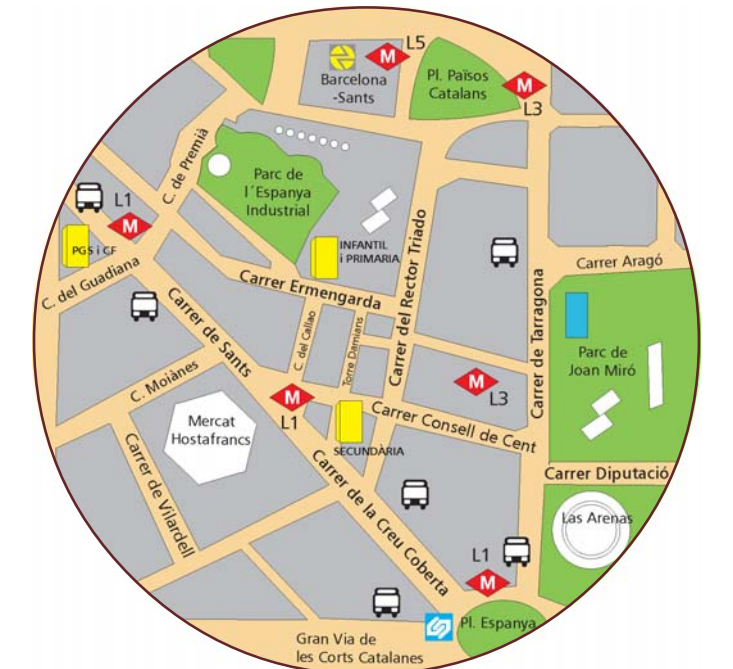 L5
M
Barcelona
-Sants
Pl. Països
Catalans
M
L3
C. de Premià
Parc de
l´Espanya
Industrial
L1
M
PGS i CF
INFANTIL
i PRIMARIA
C. del Guadiana
Carrer Ermengarda
Carrer del Rector Triado
Carrer Aragó
Carrer de Tarragona
Carrer de Sants
C. del Callao
Torre Damians
Parc de
Joan Miró
C. Moiànes
M
L1
M
L3
Mercat
Hostafrancs
Carrer Consell de Cent
SECUNDÀRIA
Carrer de Vilardell
Carrer de la Creu Coberta
Carrer Diputació
Las Arenas
L1
M
Pl. Espanya
Gran Via de
les Corts Catalanes